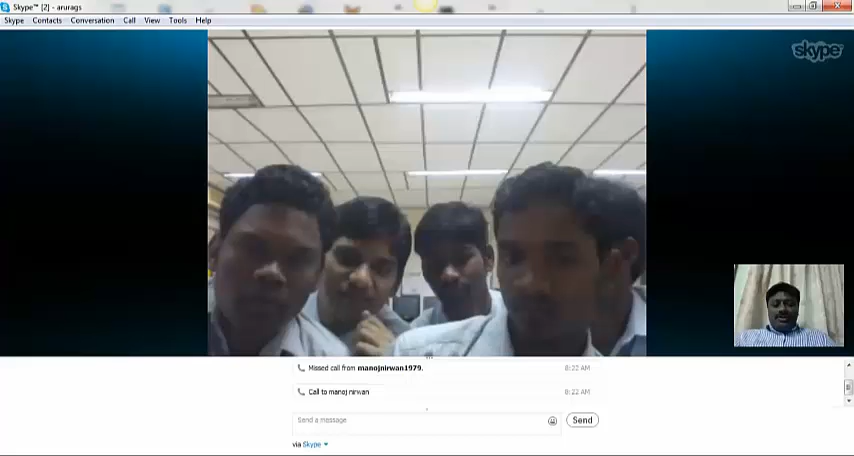 Skype™ [2] - arurags
Skype Contacts Conversation Call View Tools Help
skype
Missed call from manojnirwan1979. 8:22 AM
Call to manoj nirwan 8:22 AM
Send a message Send
via Skype